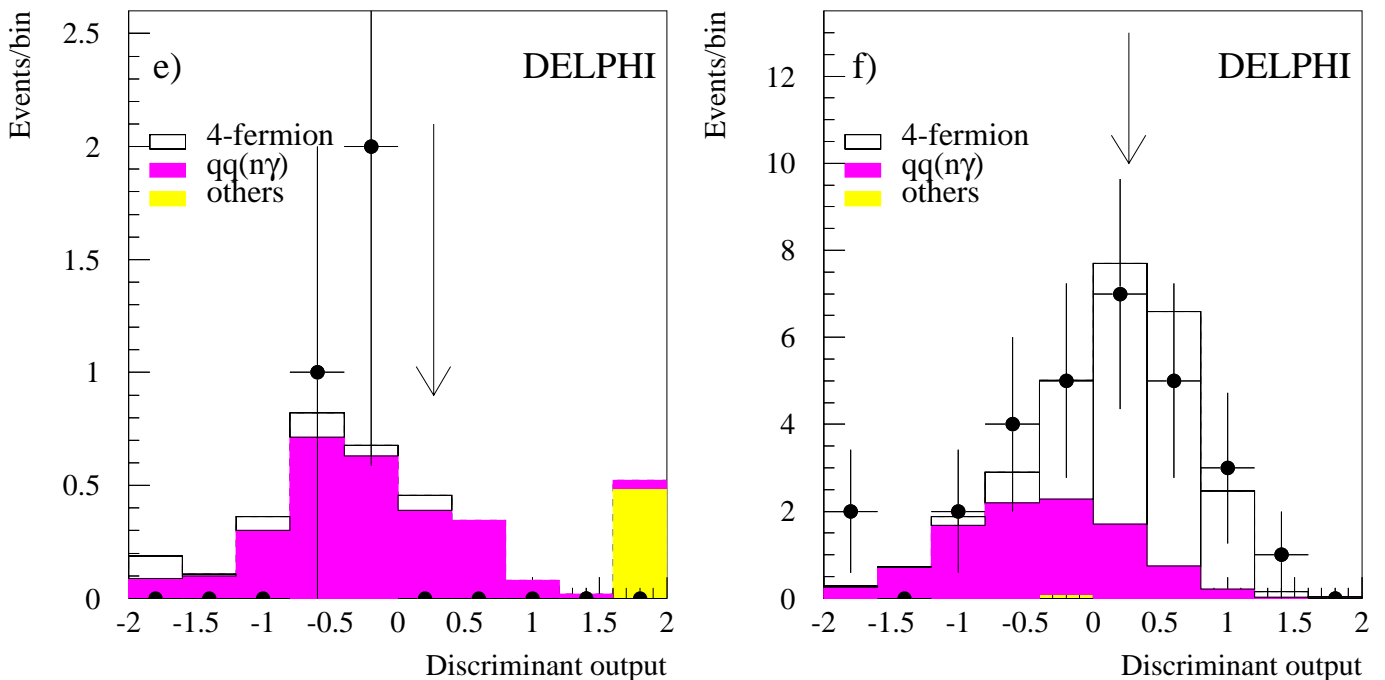 Events/bin
e)
DELPHI
4-fermion
qq(nγ)
others
2.5
2
1.5
1
0.5
0
-2 -1.5 -1 -0.5 0 0.5 1 1.5 2
Discriminant output
Events/bin
f)
DELPHI
4-fermion
qq(nγ)
others
12
10
8
6
4
2
0
-2 -1.5 -1 -0.5 0 0.5 1 1.5 2
Discriminant output